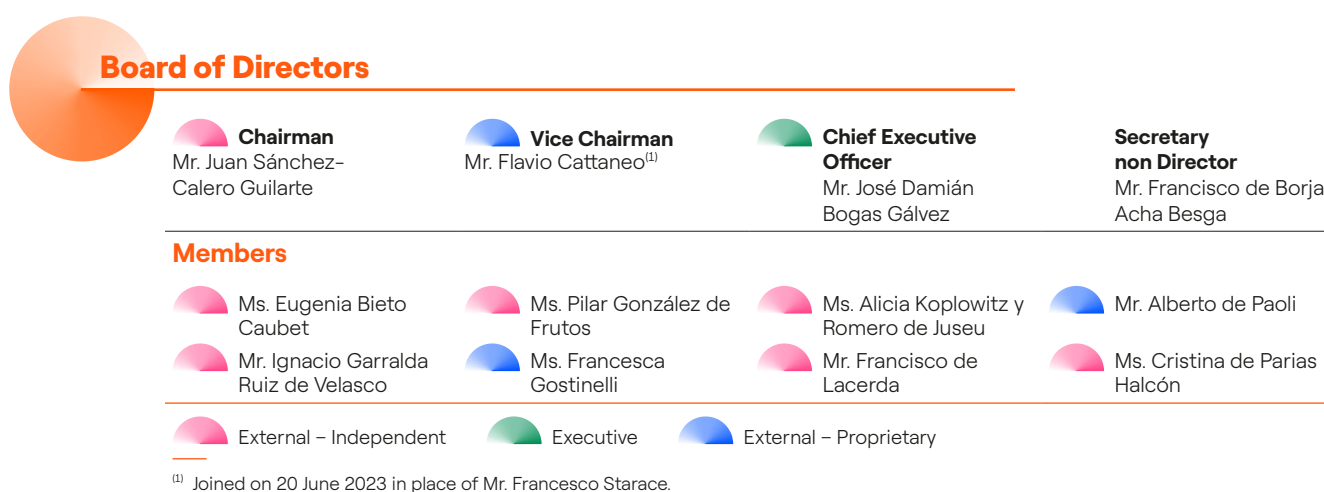 Board of Directors
Chairman
Mr. Juan Sánchez-
Calero Guilarte
Vice Chairman
Mr. Flavio Cattaneo(1)
Chief Executive
Officer
Mr. José Damián
Bogas Gálvez
Secretary
non Director
Mr. Francisco de Borja
Acha Besga
Members
Ms. Eugenia Bieto
Caubet
Ms. Pilar González de
Frutos
Ms. Alicia Koplowitz y
Romero de Juseu
Mr. Alberto de Paoli
Mr. Ignacio Garralda
Ruiz de Velasco
Ms. Francesca
Gostinelli
Mr. Francisco de
Lacerda
Ms. Cristina de Parias
Halcón
External – Independent
Executive
External – Proprietary
(1) Joined on 20 June 2023 in place of Mr. Francesco Starace.